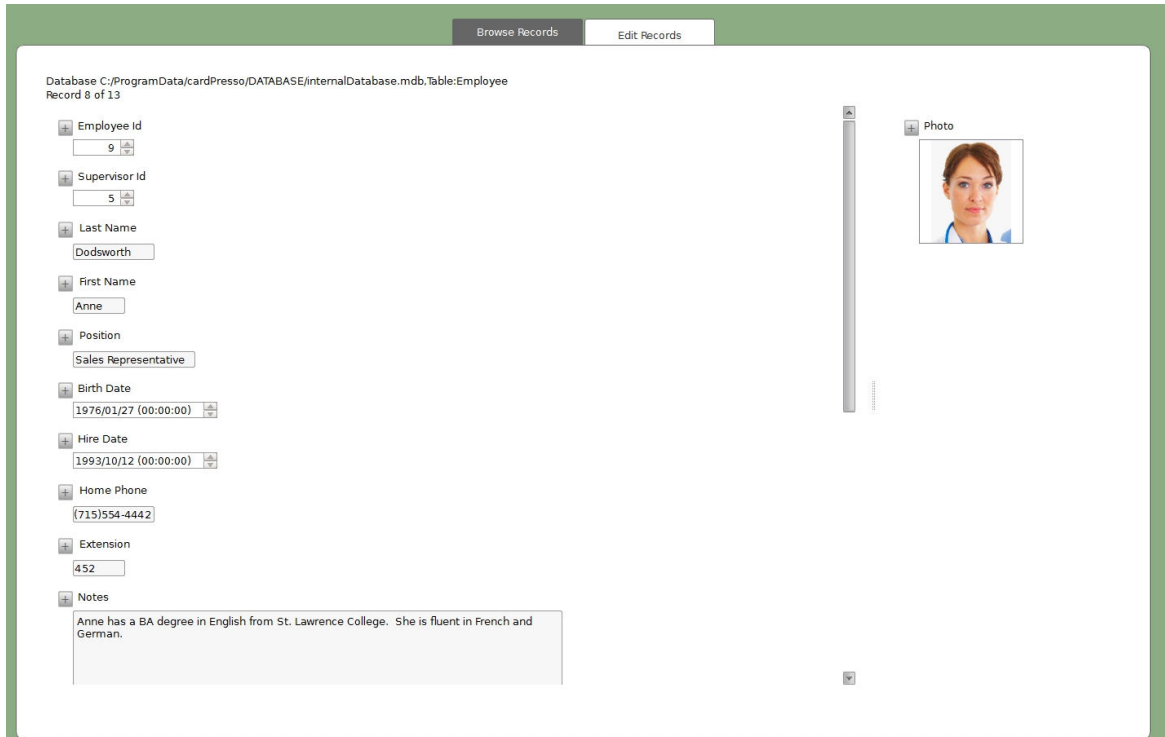 Browse Records
Edit Records
Database C:/ProgramData/cardPresso/DATABASE/internalDatabase.mdb,Table:Employee
Record 8 of 13
Employee Id
9
Supervisor Id
5
Last Name
Dodsworth
First Name
Anne
Position
Sales Representative
Birth Date
1976/01/27 (00:00:00)
Hire Date
1993/10/12 (00:00:00)
Home Phone
(715)554-4442
Extension
452
Notes
Anne has a BA degree in English from St. Lawrence College.  She is fluent in French and
German.
Photo